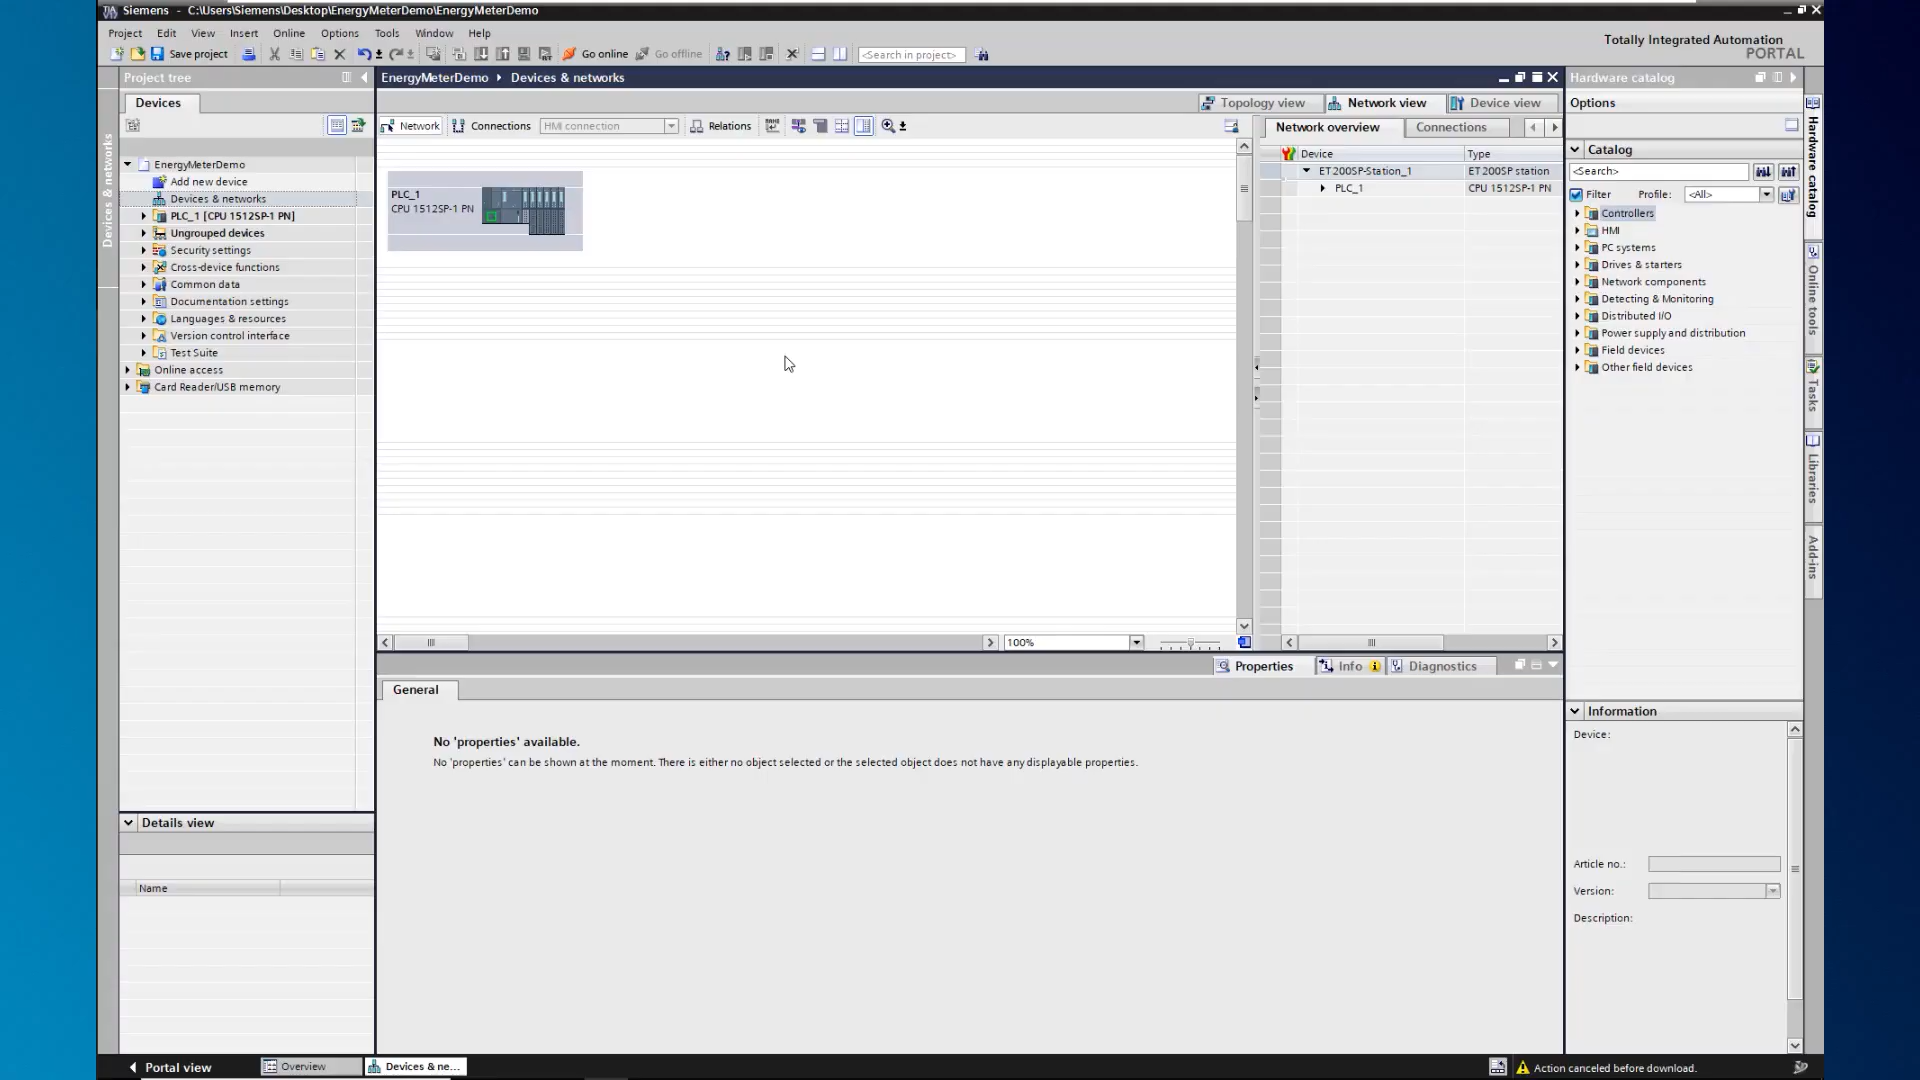 Siemens - C:\Users\Siemens\Desktop\EnergyMeterDemo\EnergyMeterDemo
Project Edit View Insert Online Options Tools Window Help
Totally Integrated Automation
PORTAL
Save project
Go online
Go offline
<Search in project>
Project tree
EnergyMeterDemo
Devices & networks
Hardware catalog
Devices
Topology view
Network view
Device view
Options
Network
Connections
HMI connection
Relations
Network overview
Connections
Device
Type
ET200SP-Station_1
ET200SP station
PLC_1
CPU 1512SP-1 PN
Catalog
<Search>
Filter
Profile:
<All>
Controllers
HMI
PC systems
Drives & starters
Network components
Detecting & Monitoring
Distributed I/O
Power supply and distribution
Field devices
Other field devices
EnergyMeterDemo
Add new device
Devices & networks
PLC_1 [CPU 1512SP-1 PN]
Ungrouped devices
Security settings
Cross-device functions
Common data
Documentation settings
Languages & resources
Version control interface
Test Suite
Online access
Card Reader/USB memory
PLC_1
CPU 1512SP-1 PN
Devices & networks
Hardware catalog
Online tools
Tasks
Libraries
Add-ins
100%
Properties
Info
Diagnostics
General
No 'properties' available.
No 'properties' can be shown at the moment. There is either no object selected or the selected object does not have any displayable properties.
Information
Device:
Article no.:
Version:
Description:
Details view
Name
Portal view
Overview
Devices & ne...
Action canceled before download.